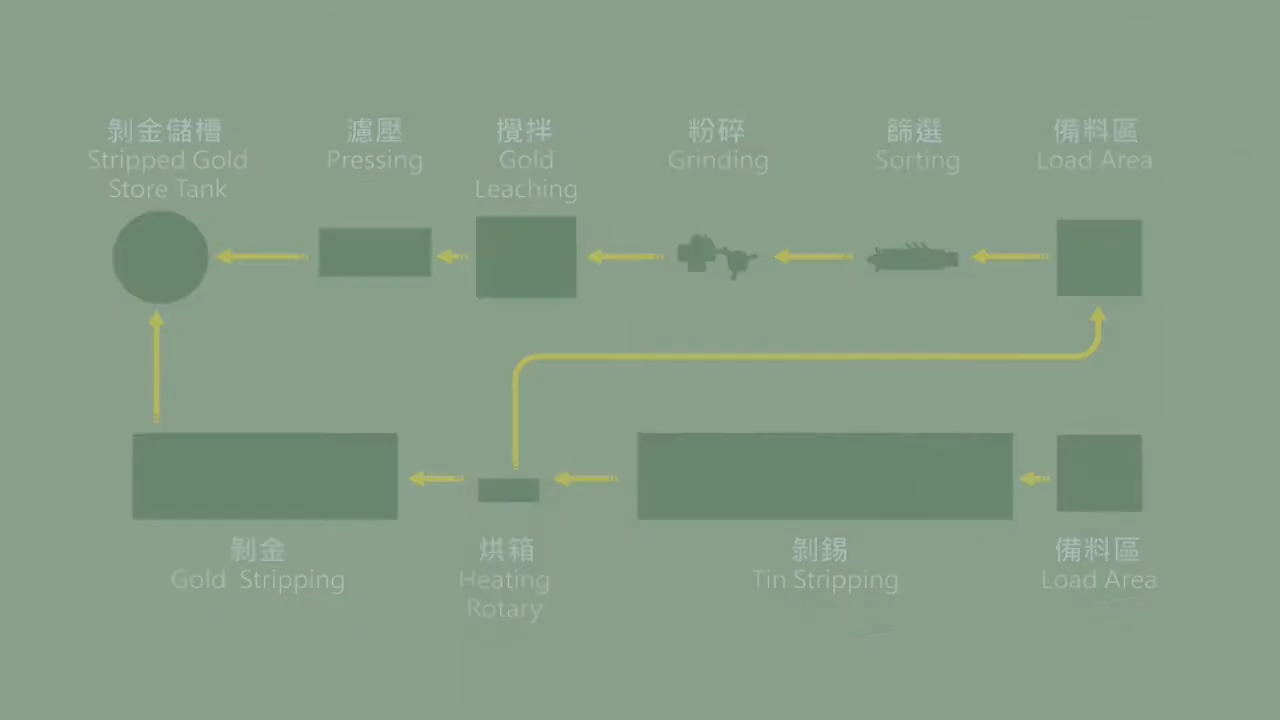 剝金儲槽
Stripped Gold
Store Tank
濾壓
Pressing
攪拌
Gold
Leaching
粉碎
Grinding
篩選
Sorting
備料區
Load Area
剝金
Gold Stripping
烘箱
Heating
Rotary
剝錫
Tin Stripping
備料區
Load Area